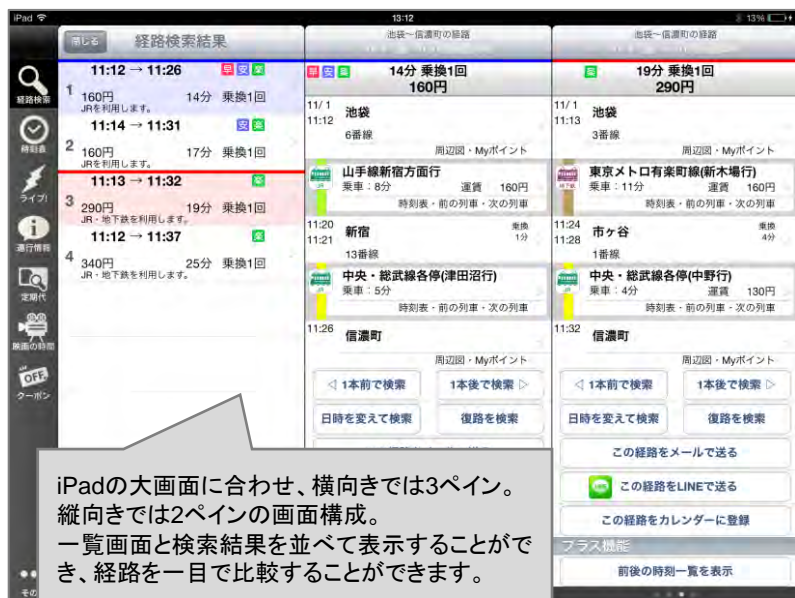 iPad
13:12
13%
閉じる
経路検索結果
経路検索
時刻表
ライブ!
運行情報
定期代
映画の時間
OFF
クーポン
1
11:12 → 11:26
早 安 楽
160円 14分 乗換1回
JRを利用します。
2
11:14 → 11:31
安 楽
160円 17分 乗換1回
JRを利用します。
3
11:13 → 11:32
楽
290円 19分 乗換1回
JR・地下鉄を利用します。
4
11:12 → 11:37
楽
340円 25分 乗換1回
JR・地下鉄を利用します。
池袋〜信濃町の経路
早 安 楽
14分 乗換1回
160円
11/ 1
11:12
池袋
6番線
周辺図・Myポイント
JR
山手線新宿方面行
乗車:8分 運賃 160円
時刻表・前の列車・次の列車
11:20
11:21
新宿
乗換
1分
13番線
JR
中央・総武線各停(津田沼行)
乗車:5分
時刻表・前の列車・次の列車
11:26
信濃町
周辺図・Myポイント
◁ 1本前で検索
1本後で検索 ▷
日時を変えて検索
復路を検索
池袋〜信濃町の経路
楽
19分 乗換1回
290円
11/ 1
11:13
池袋
3番線
周辺図・Myポイント
地下鉄
東京メトロ有楽町線(新木場行)
乗車:11分 運賃 160円
時刻表・前の列車・次の列車
11:24
11:28
市ヶ谷
乗換
4分
1番線
JR
中央・総武線各停(中野行)
乗車:4分 運賃 130円
時刻表・前の列車・次の列車
11:32
信濃町
周辺図・Myポイント
◁ 1本前で検索
1本後で検索 ▷
日時を変えて検索
復路を検索
この経路をメールで送る
この経路をLINEで送る
この経路をカレンダーに登録
プラス機能
前後の時刻一覧を表示
iPadの大画面に合わせ、横向きでは3ペイン。
縦向きでは2ペインの画面構成。
一覧画面と検索結果を並べて表示することがで
き、経路を一目で比較することができます。